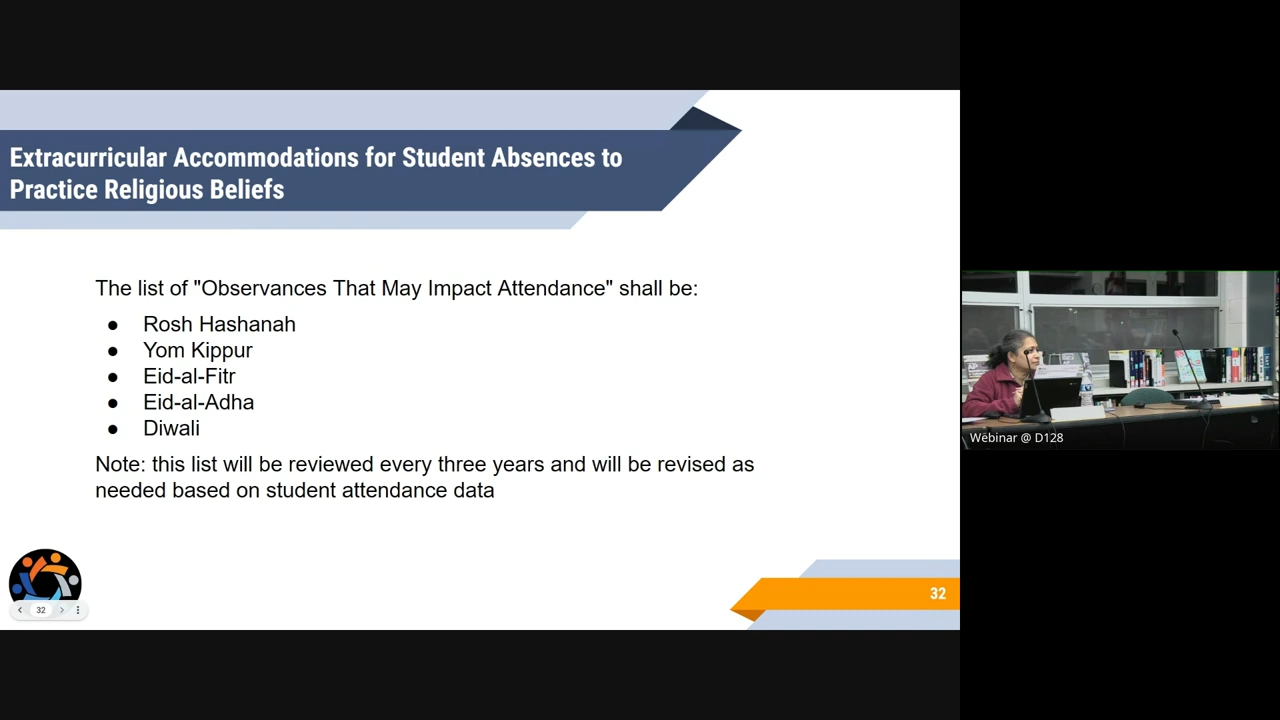 Extracurricular Accommodations for Student Absences to
Practice Religious Beliefs
The list of "Observances That May Impact Attendance" shall be:
● Rosh Hashanah
● Yom Kippur
● Eid-al-Fitr
● Eid-al-Adha
● Diwali
Note: this list will be reviewed every three years and will be revised as
needed based on student attendance data
32
32
Webinar @ D128